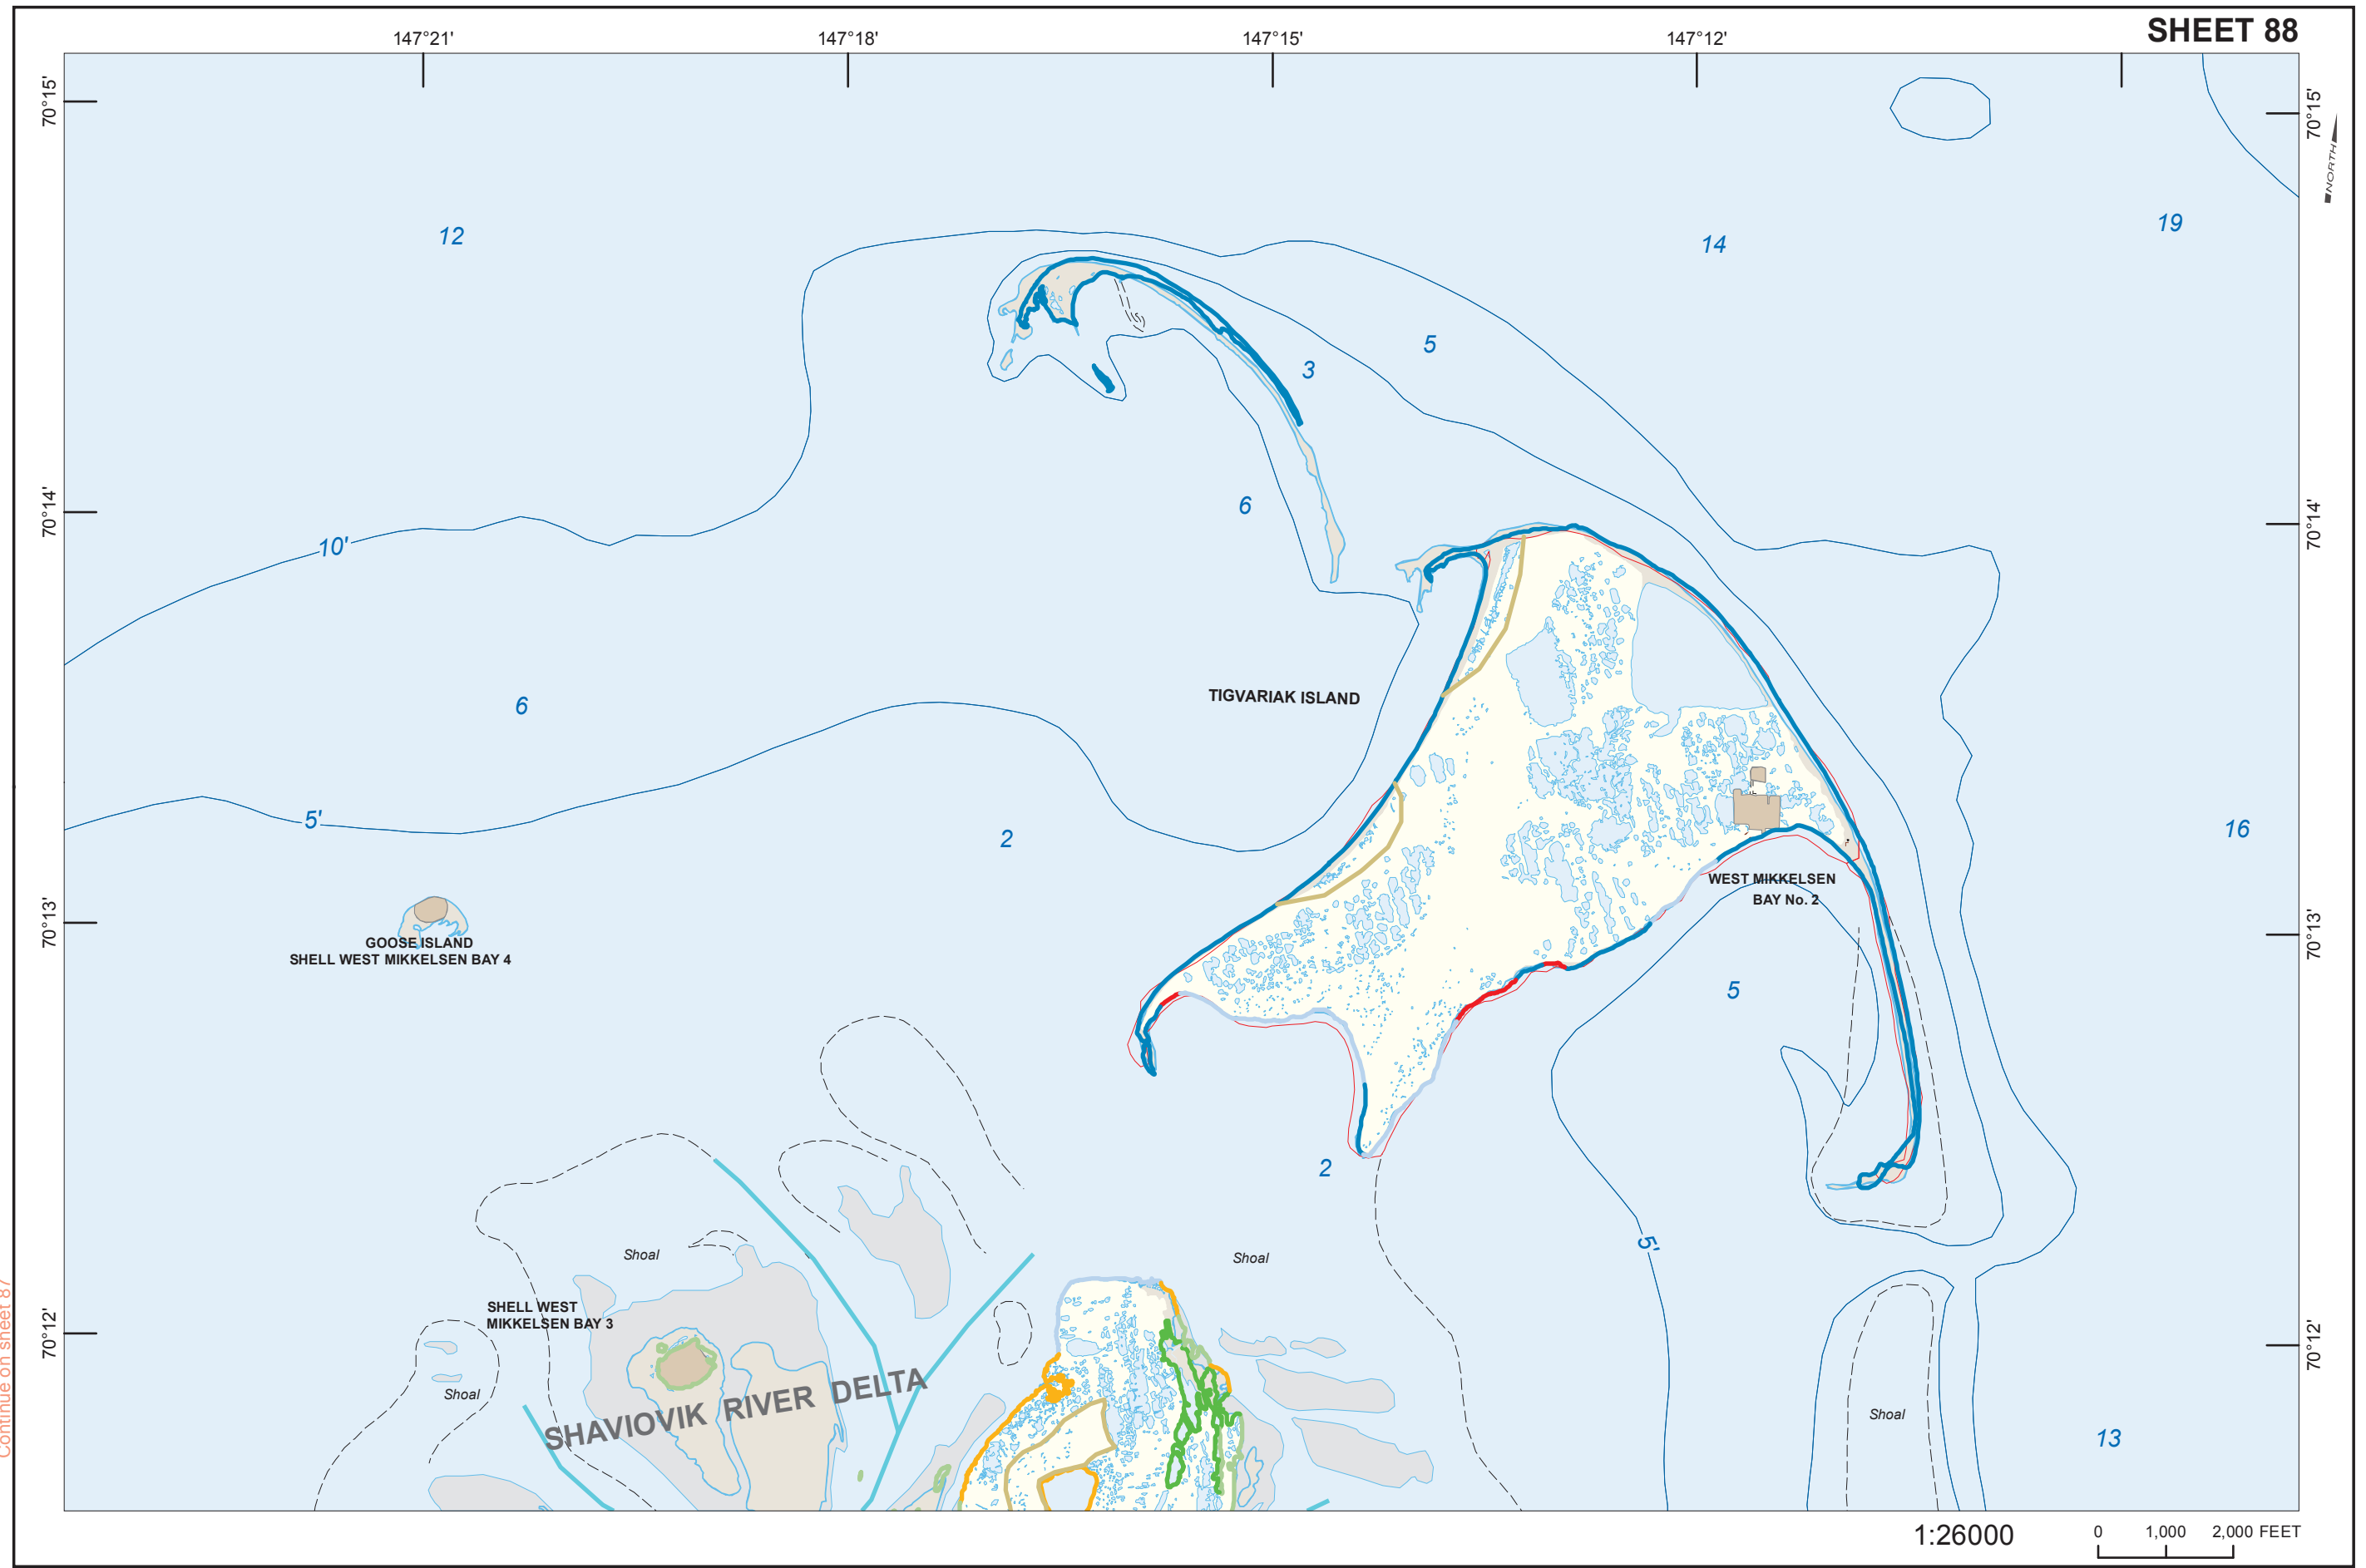 SHEET 88
147°21'
147°18'
147°15'
147°12'
70°15'
70°15'
NORTH
12
14
19
5
3
6
70°14'
70°14'
10'
6
TIGVARIAK ISLAND
5'
2
16
WEST MIKKELSEN
BAY No. 2
70°13'
70°13'
GOOSE ISLAND
SHELL WEST MIKKELSEN BAY 4
5
2
Shoal
Shoal
5'
Continue on sheet 87
SHELL WEST
MIKKELSEN BAY 3
70°12'
70°12'
Shoal
SHAVIOVIK RIVER DELTA
Shoal
13
1:26000
0 1,000 2,000 FEET